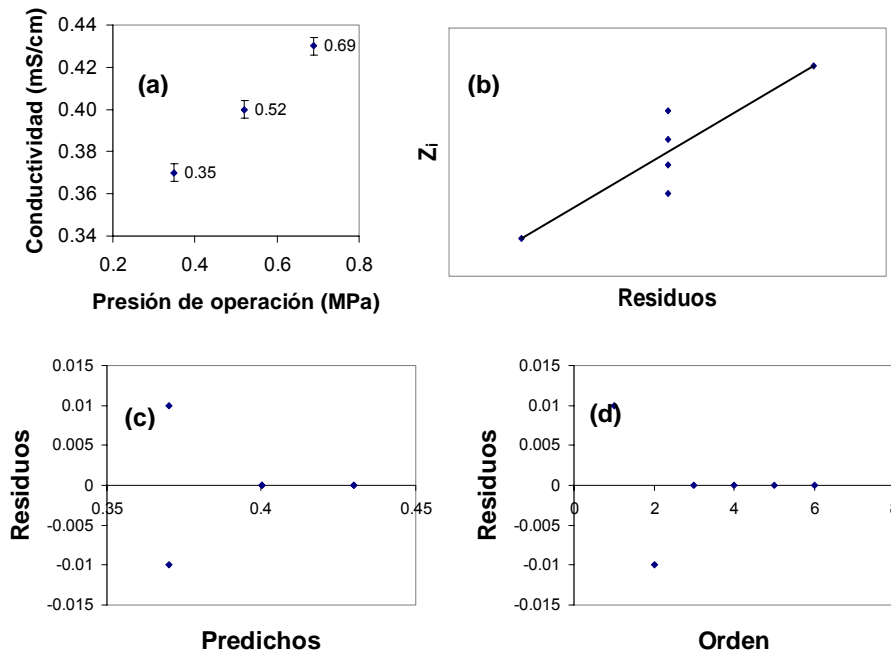 Conductividad (mS/cm)
0.44
0.42
0.40
0.38
0.36
0.34
(a)
0.69
0.52
0.35
0.2
0.4
0.6
0.8
Presión de operación (MPa)
(b)
Zi
Residuos
Residuos
0.015
0.01
0.005
0
-0.005
-0.01
-0.015
(c)
0.35
0.4
0.45
Predichos
Residuos
0.015
0.01
0.005
0
-0.005
-0.01
-0.015
(d)
0
2
4
6
8
Orden